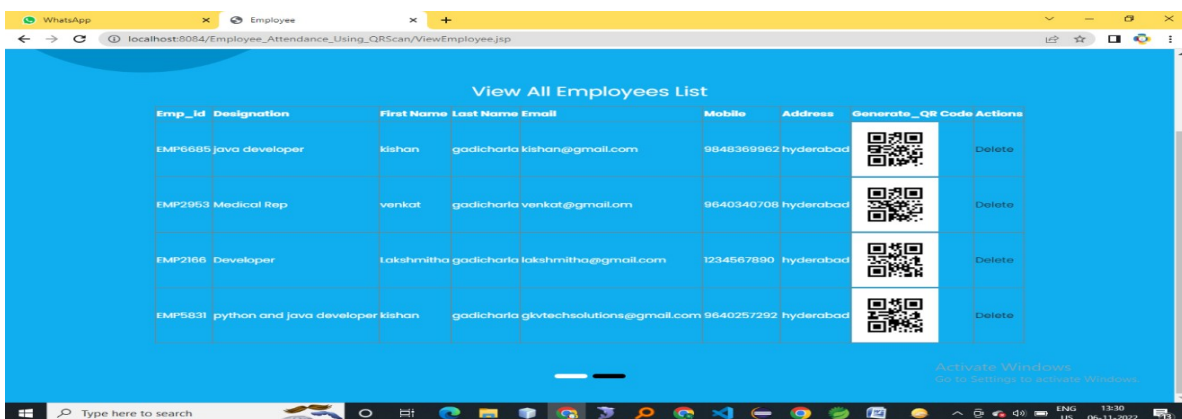 WhatsApp Employee
localhost:8084/Employee_Attendance_Using_QRScan/ViewEmployee.jsp
View All Employees List
Emp_id Designation First Name Last Name Email Mobile Address Generate_QR Code Actions
EMP6685 java developer kishan gadicharla kishan@gmail.com 9848369962 hyderabad Delete
EMP2953 Medical Rep venkat gadicharla venkat@gmail.om 9640340708 hyderabad Delete
EMP2166 Developer Lakshmitha gadicharla lakshmitha@gmail.com 1234567890 hyderabad Delete
EMP5831 python and java developer kishan gadicharla gkvtechsolutions@gmail.com 9640257292 hyderabad Delete
Activate Windows
Go to Settings to activate Windows.
Type here to search ENG 13:30
US 06-11-2022